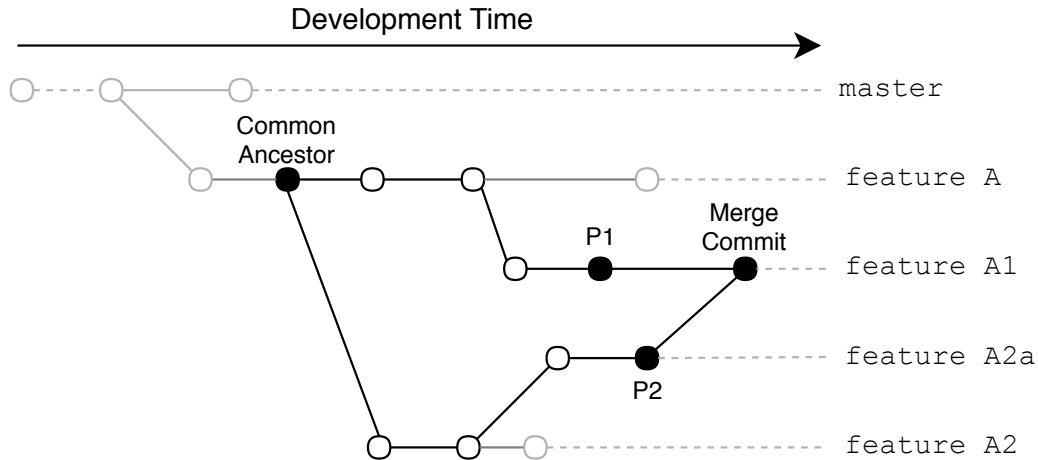 Development Time
master
Common
Ancestor
feature A
Merge
Commit
P1
feature A1
feature A2a
P2
feature A2